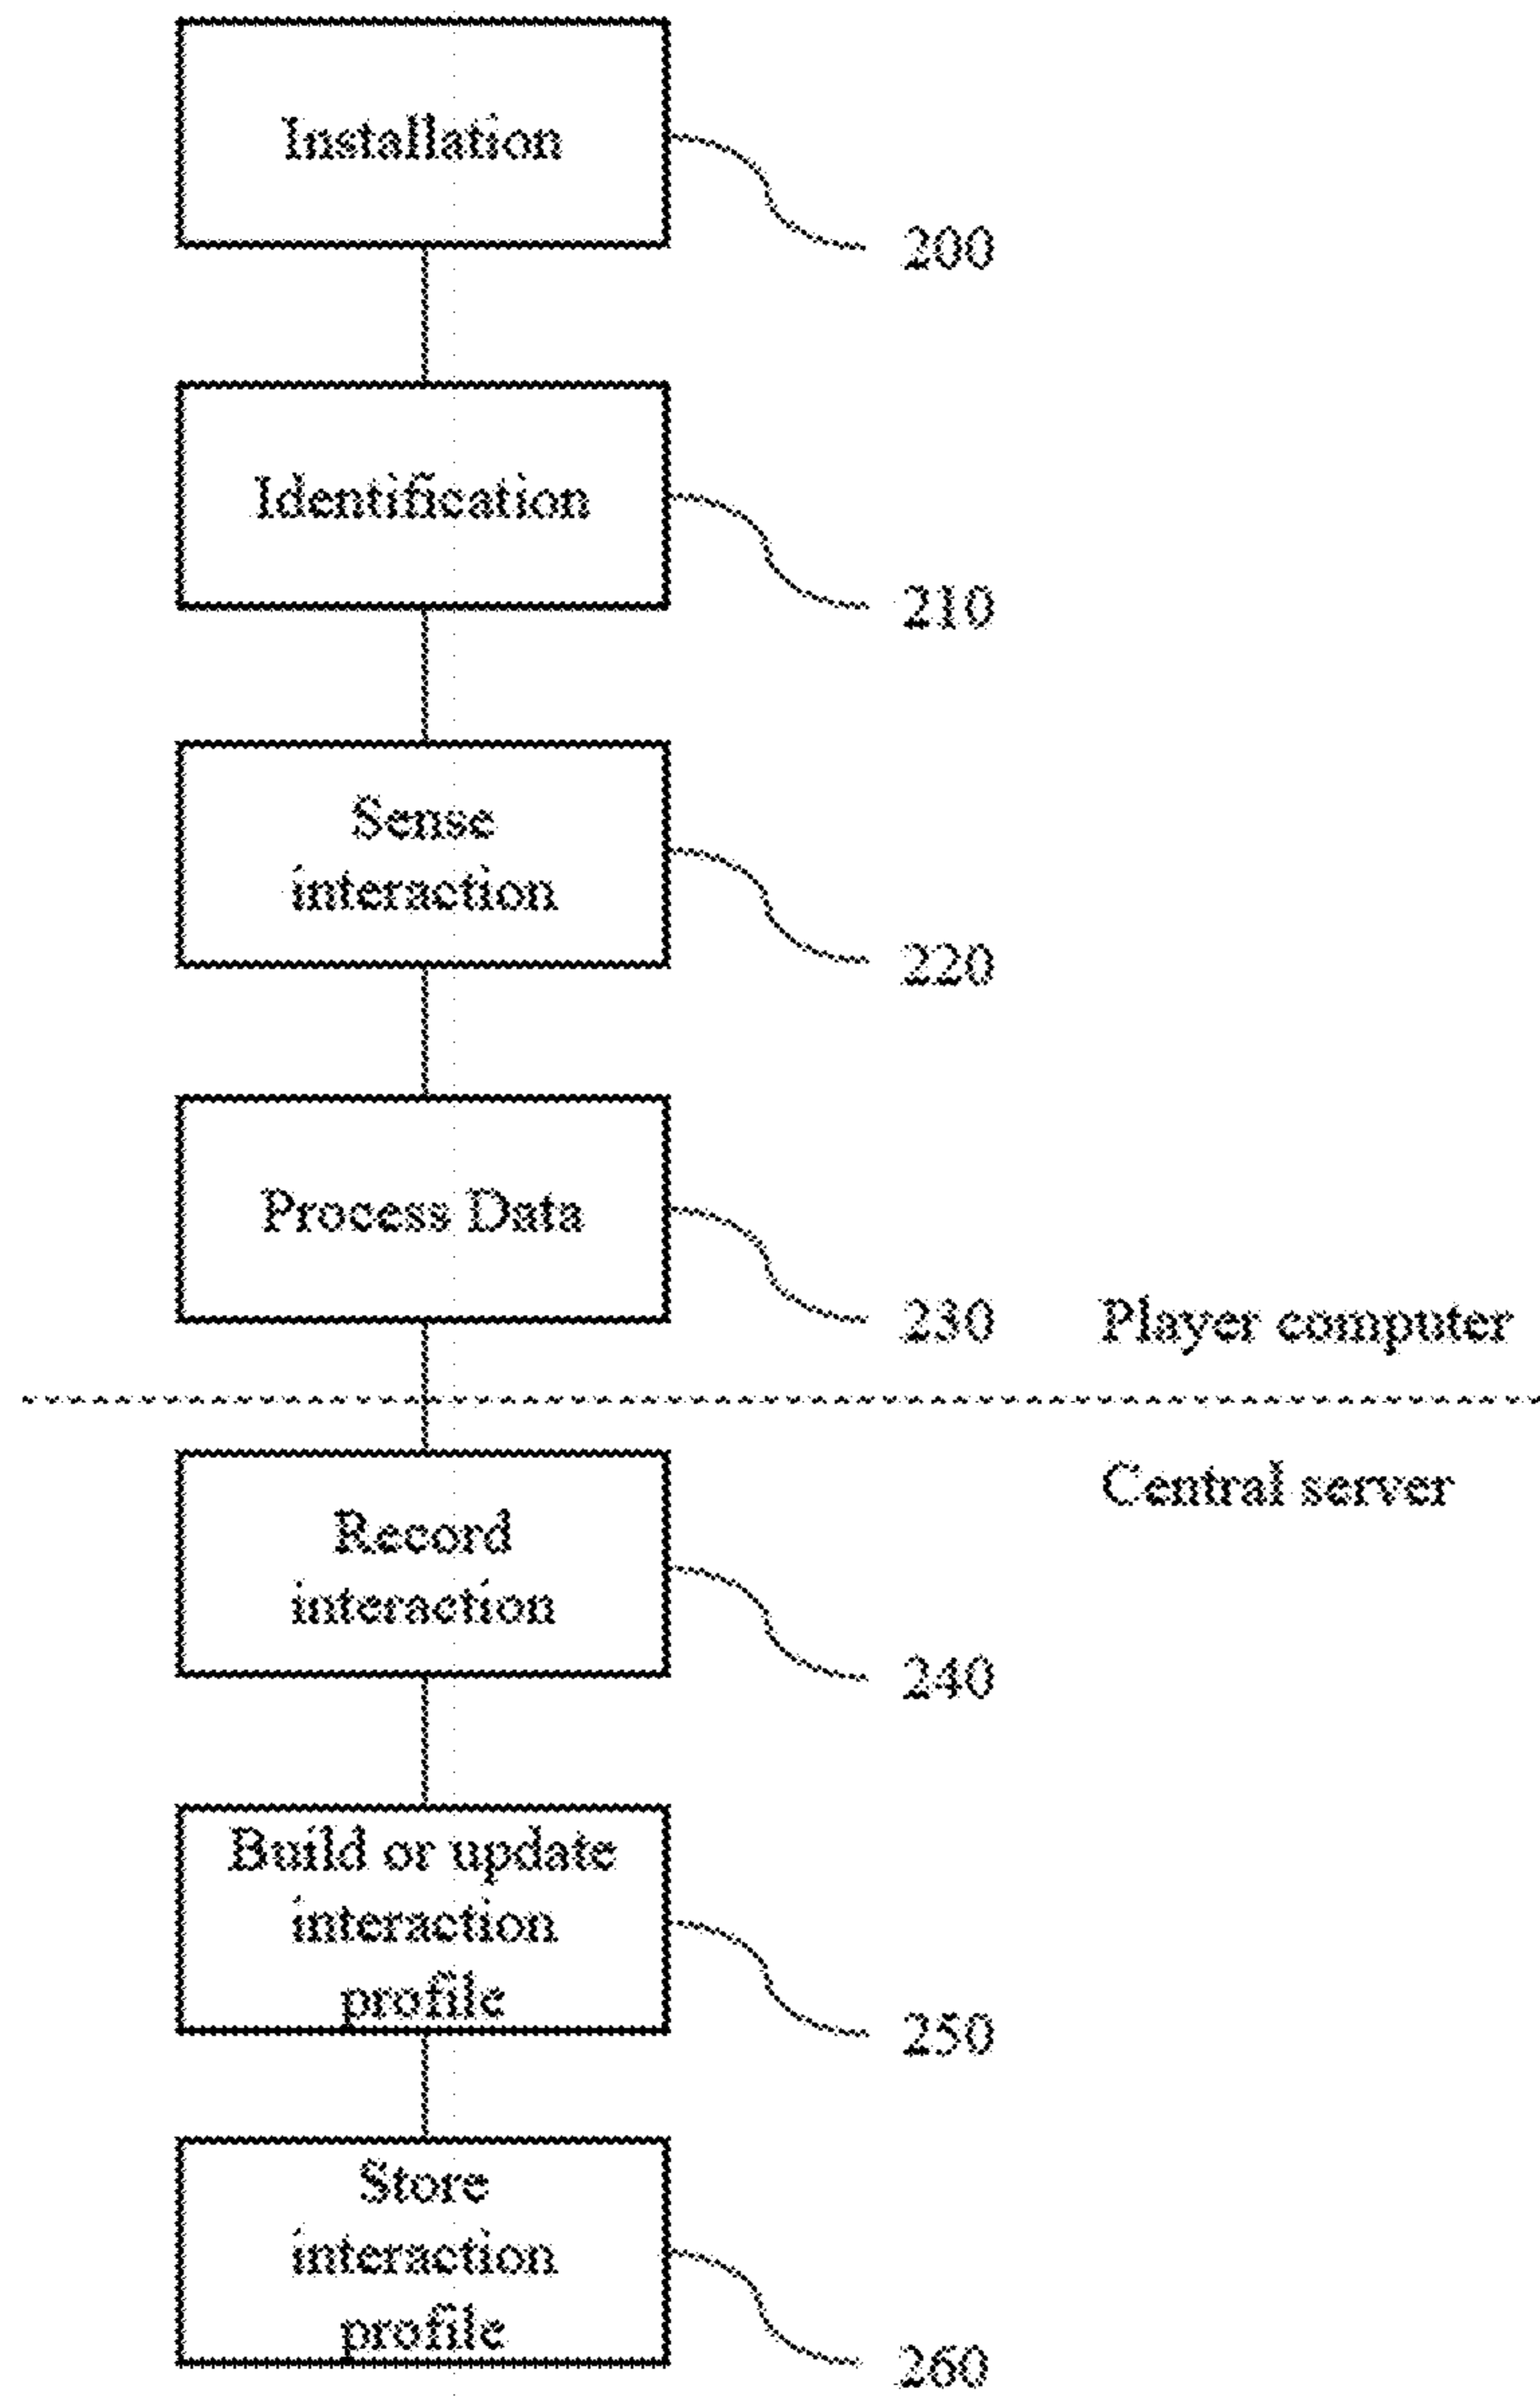 Installation
200
Identification
210
Sense
interaction
220
Process Data
230
Player computer
Central server
Record
interaction
240
Build or update
interaction
profile
250
Store
interaction
profile
260